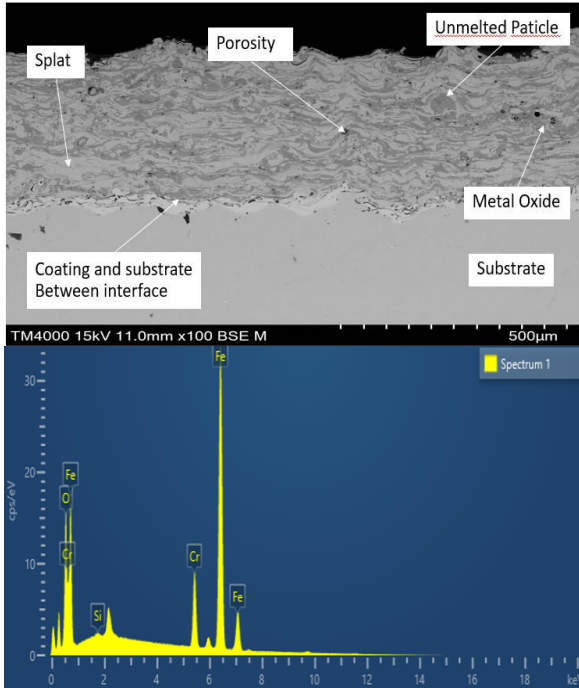 Unmelted Paticle
Porosity
Splat
Metal Oxide
Coating and substrate
Between interface
Substrate
TM4000 15kV 11.0mm x100 BSE M 500µm
Fe
Spectrum 1
30
Fe
20
O
cps/eV
Cr
Cr
10
Si
Fe
0
0 2 4 6 8 10 12 14 16 18 ke